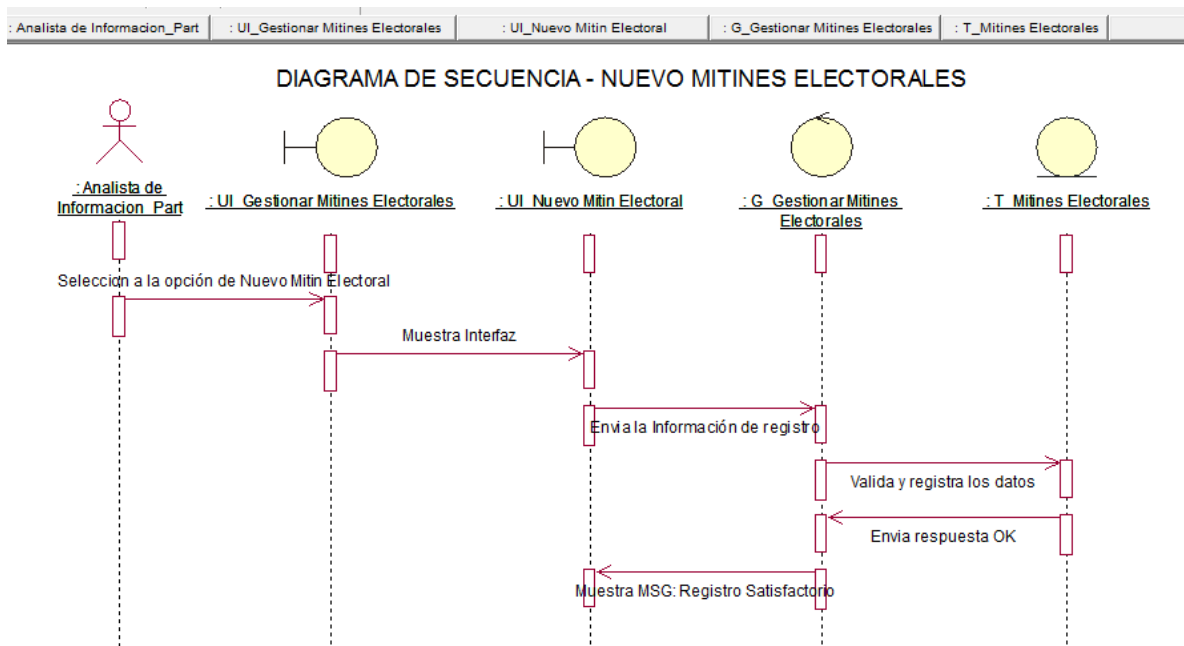 : Analista de Informacion_Part
: UI_Gestionar Mitines Electorales
: UI_Nuevo Mitin Electoral
: G_Gestionar Mitines Electorales
: T_Mitines Electorales
DIAGRAMA DE SECUENCIA - NUEVO MITINES ELECTORALES
: Analista de
Informacion_Part
: UI_Gestionar Mitines Electorales
: UI_Nuevo Mitin Electoral
: G_Gestionar Mitines
Electorales
: T_Mitines Electorales
Seleccion a la opción de Nuevo Mitin Electoral
Muestra Interfaz
Envia la Información de registro
Valida y registra los datos
Envia respuesta OK
Muestra MSG: Registro Satisfactorio